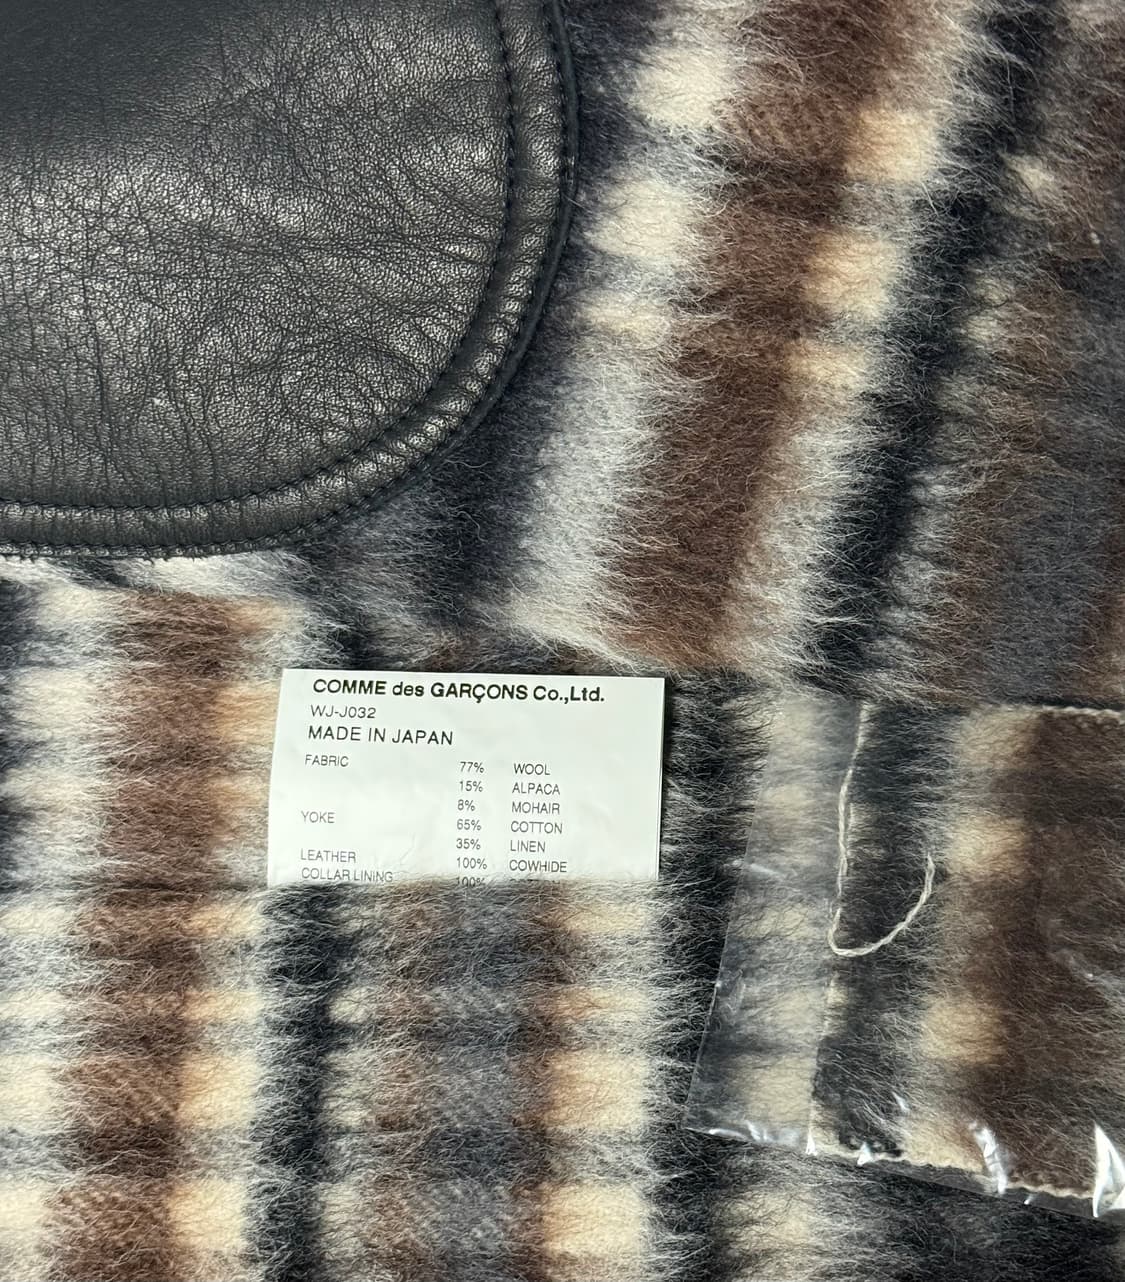 COMME des GARÇONS Co.,Ltd.
WJ-J032
MADE IN JAPAN
FABRIC 77% WOOL
15% ALPACA
8% MOHAIR
YOKE 65% COTTON
35% LINEN
LEATHER 100% COWHIDE
COLLAR LINING 100%